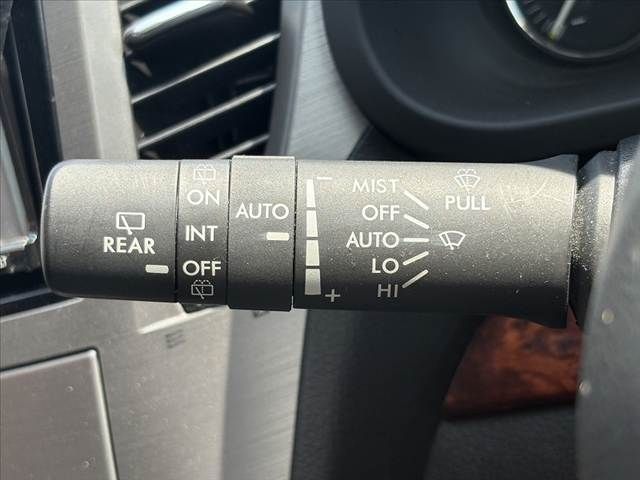 REAR
ON
INT
OFF
AUTO
−
+
MIST
OFF
AUTO
LO
HI
PULL